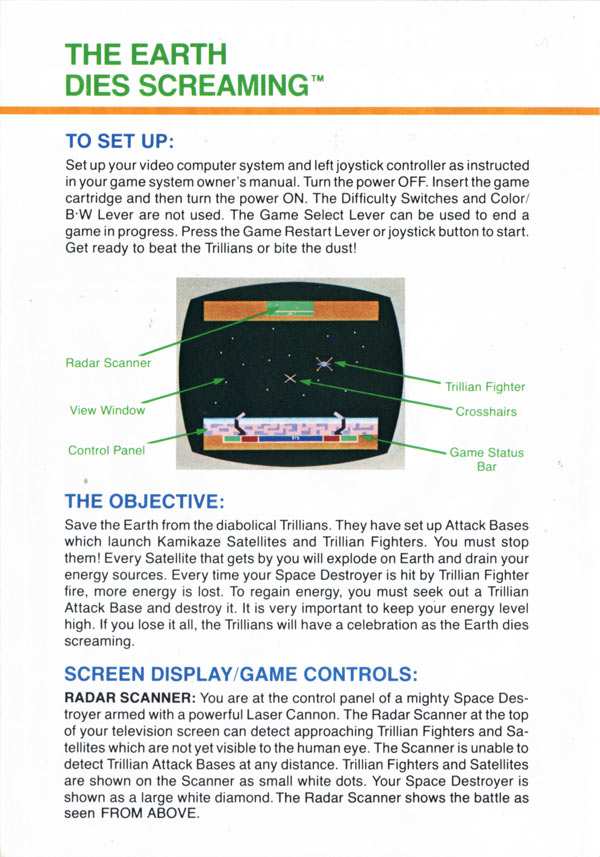 THE EARTH
DIES SCREAMING™
TO SET UP:
Set up your video computer system and left joystick controller as instructed
in your game system owner's manual. Turn the power OFF. Insert the game
cartridge and then turn the power ON. The Difficulty Switches and Color/
B·W Lever are not used. The Game Select Lever can be used to end a
game in progress. Press the Game Restart Lever or joystick button to start.
Get ready to beat the Trillians or bite the dust!
Radar Scanner
View Window
Control Panel
Trillian Fighter
Crosshairs
Game Status
Bar
THE OBJECTIVE:
Save the Earth from the diabolical Trillians. They have set up Attack Bases
which launch Kamikaze Satellites and Trillian Fighters. You must stop
them! Every Satellite that gets by you will explode on Earth and drain your
energy sources. Every time your Space Destroyer is hit by Trillian Fighter
fire, more energy is lost. To regain energy, you must seek out a Trillian
Attack Base and destroy it. It is very important to keep your energy level
high. If you lose it all, the Trillians will have a celebration as the Earth dies
screaming.
SCREEN DISPLAY/GAME CONTROLS:
RADAR SCANNER: You are at the control panel of a mighty Space Des-
troyer armed with a powerful Laser Cannon. The Radar Scanner at the top
of your television screen can detect approaching Trillian Fighters and Sa-
tellites which are not yet visible to the human eye. The Scanner is unable to
detect Trillian Attack Bases at any distance. Trillian Fighters and Satellites
are shown on the Scanner as small white dots. Your Space Destroyer is
shown as a large white diamond. The Radar Scanner shows the battle as
seen FROM ABOVE.